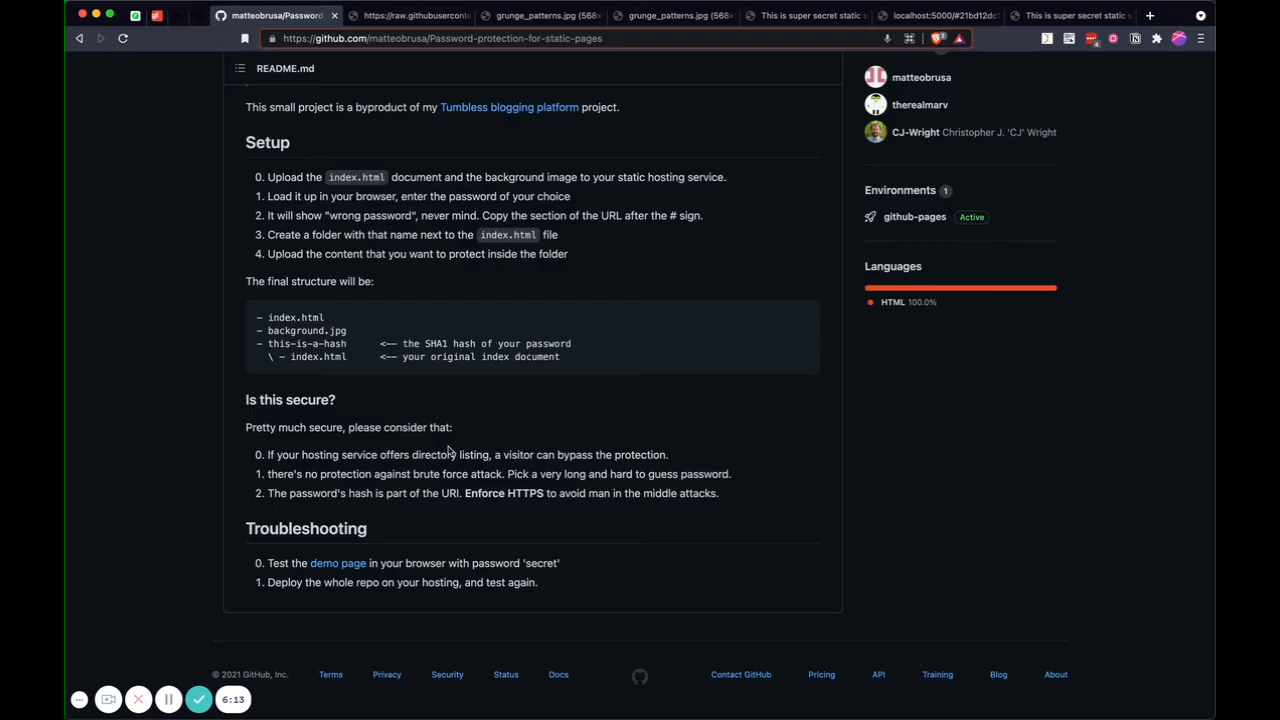 matteobrusa/Password
https://raw.githubuserconte
grunge_patterns.jpg (568×
grunge_patterns.jpg (568×
This is super secret static s
localhost:5000/#21bd12dc1
This is super secret static s
https://github.com/matteobrusa/Password-protection-for-static-pages
README.md
This small project is a byproduct of my Tumbless blogging platform project.
Setup
0. Upload the index.html document and the background image to your static hosting service.
1. Load it up in your browser, enter the password of your choice
2. It will show "wrong password", never mind. Copy the section of the URL after the # sign.
3. Create a folder with that name next to the index.html file
4. Upload the content that you want to protect inside the folder
The final structure will be:
- index.html
- background.jpg
- this-is-a-hash <-- the SHA1 hash of your password
\ - index.html <-- your original index document
Is this secure?
Pretty much secure, please consider that:
0. If your hosting service offers directory listing, a visitor can bypass the protection.
1. there's no protection against brute force attack. Pick a very long and hard to guess password.
2. The password's hash is part of the URI. Enforce HTTPS to avoid man in the middle attacks.
Troubleshooting
0. Test the demo page in your browser with password 'secret'
1. Deploy the whole repo on your hosting, and test again.
matteobrusa
therealmarv
CJ-Wright Christopher J. 'CJ' Wright
Environments 1
github-pages Active
Languages
HTML 100.0%
© 2021 GitHub, Inc. Terms Privacy Security Status Docs Contact GitHub Pricing API Training Blog About
6:13